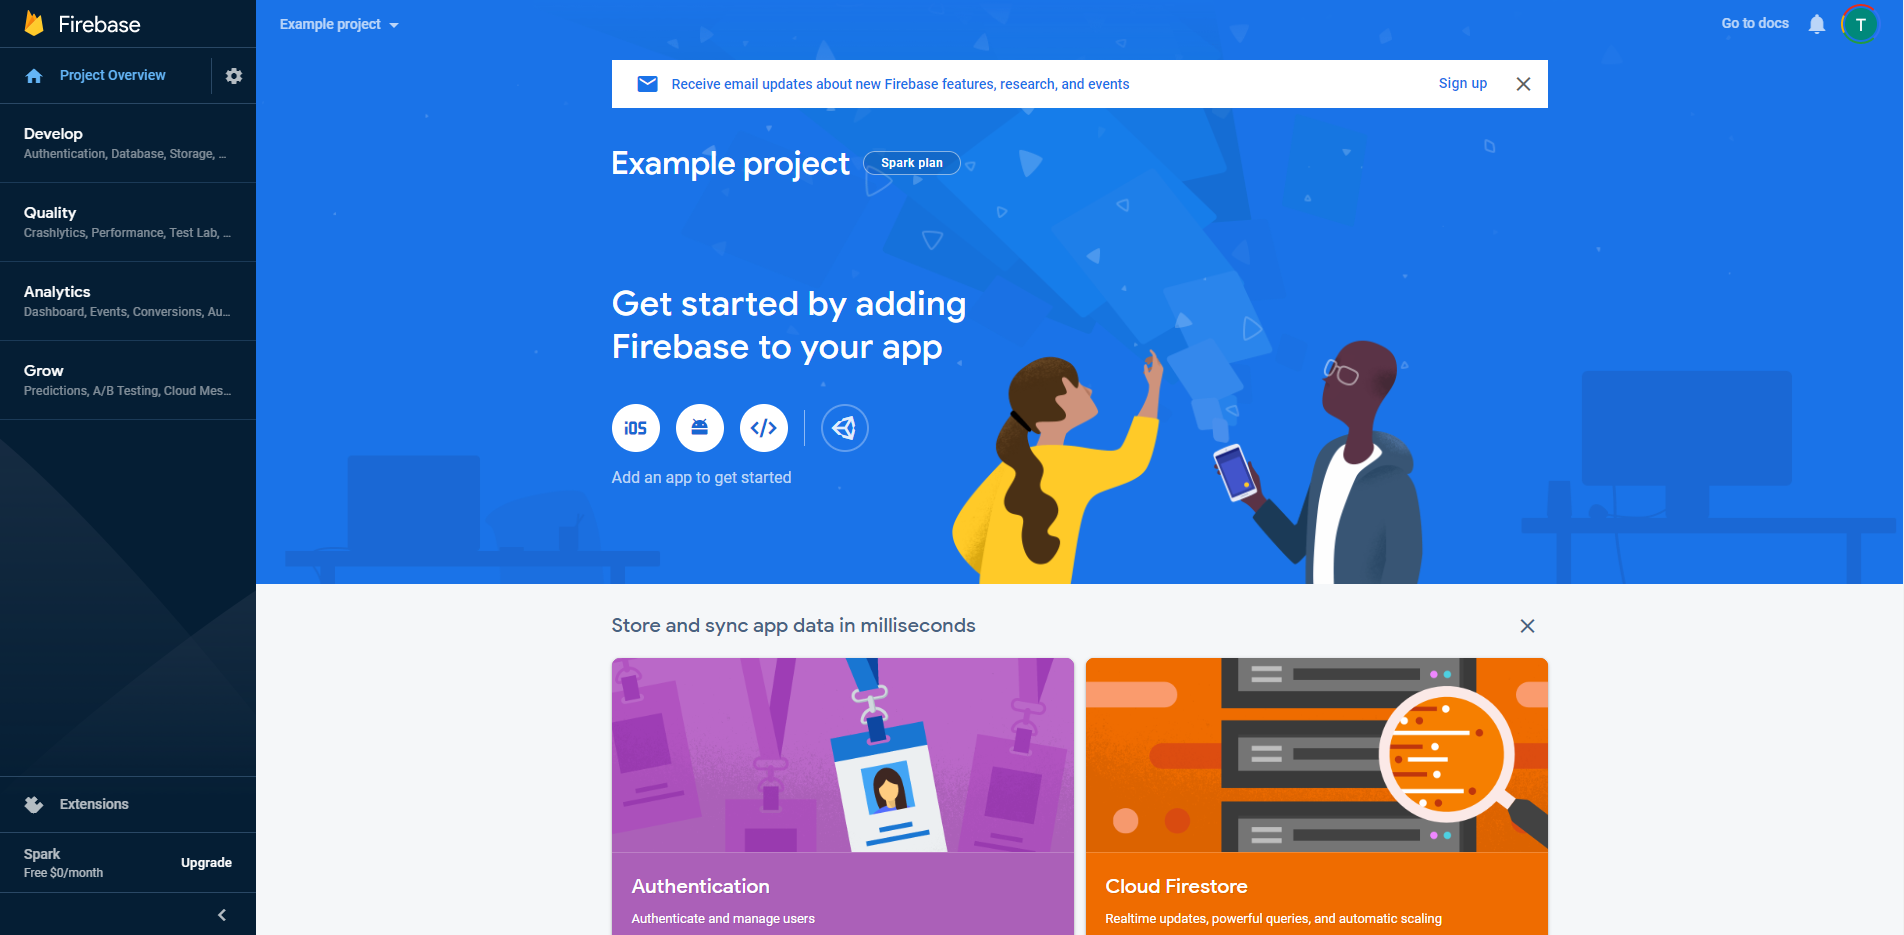 Firebase
Example project
Go to docs
T
Project Overview
Receive email updates about new Firebase features, research, and events
Sign up
Develop
Authentication, Database, Storage, ...
Example project
Spark plan
Quality
Crashlytics, Performance, Test Lab, ...
Analytics
Dashboard, Events, Conversions, Au...
Get started by adding
Firebase to your app
Grow
Predictions, A/B Testing, Cloud Mes...
iOS
</>
Add an app to get started
Store and sync app data in milliseconds
Extensions
Spark
Free $0/month
Upgrade
Authentication
Authenticate and manage users
Cloud Firestore
Realtime updates, powerful queries, and automatic scaling